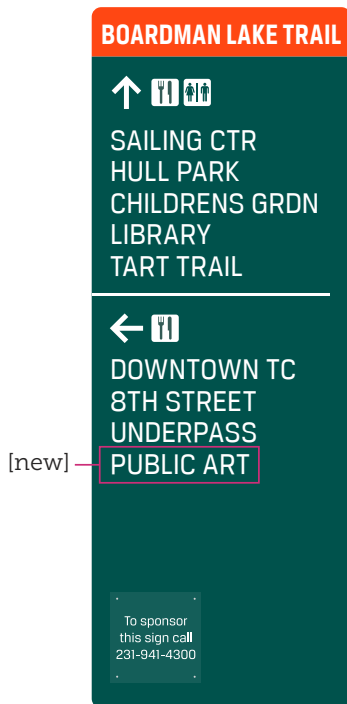 BOARDMAN LAKE TRAIL
SAILING CTR
HULL PARK
CHILDRENS GRDN
LIBRARY
TART TRAIL
DOWNTOWN TC
8TH STREET
UNDERPASS
[new]
PUBLIC ART
To sponsor
this sign call
231-941-4300